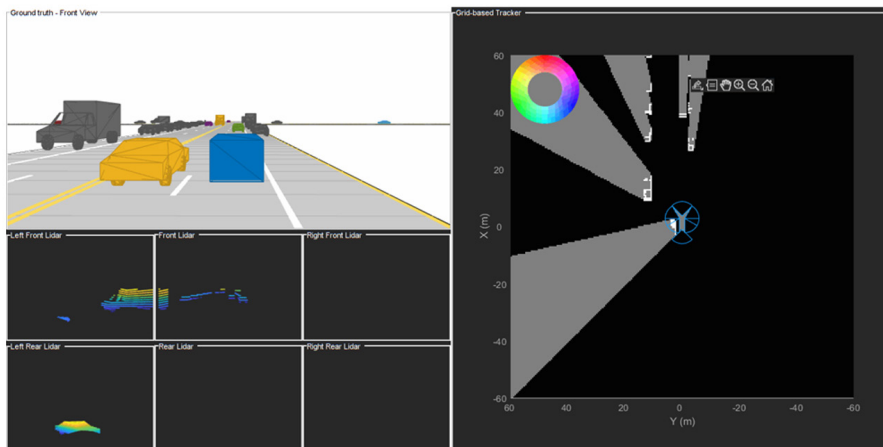 Ground truth - Front View
Left Front Lidar
Front Lidar
Right Front Lidar
Left Rear Lidar
Rear Lidar
Right Rear Lidar
Grid-based Tracker
60
40
20
0
-20
-40
-60
X (m)
60
40
20
0
-20
-40
-60
Y (m)